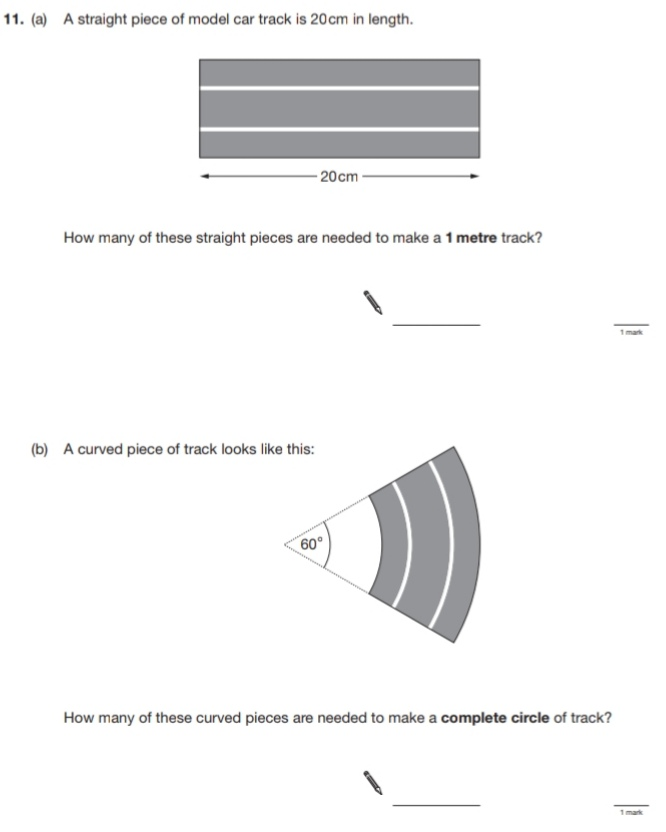 11. (a) A straight piece of model car track is 20cm in length.
20cm
How many of these straight pieces are needed to make a 1 metre track?
1 mark
(b) A curved piece of track looks like this:
60°
How many of these curved pieces are needed to make a complete circle of track?
1 mark